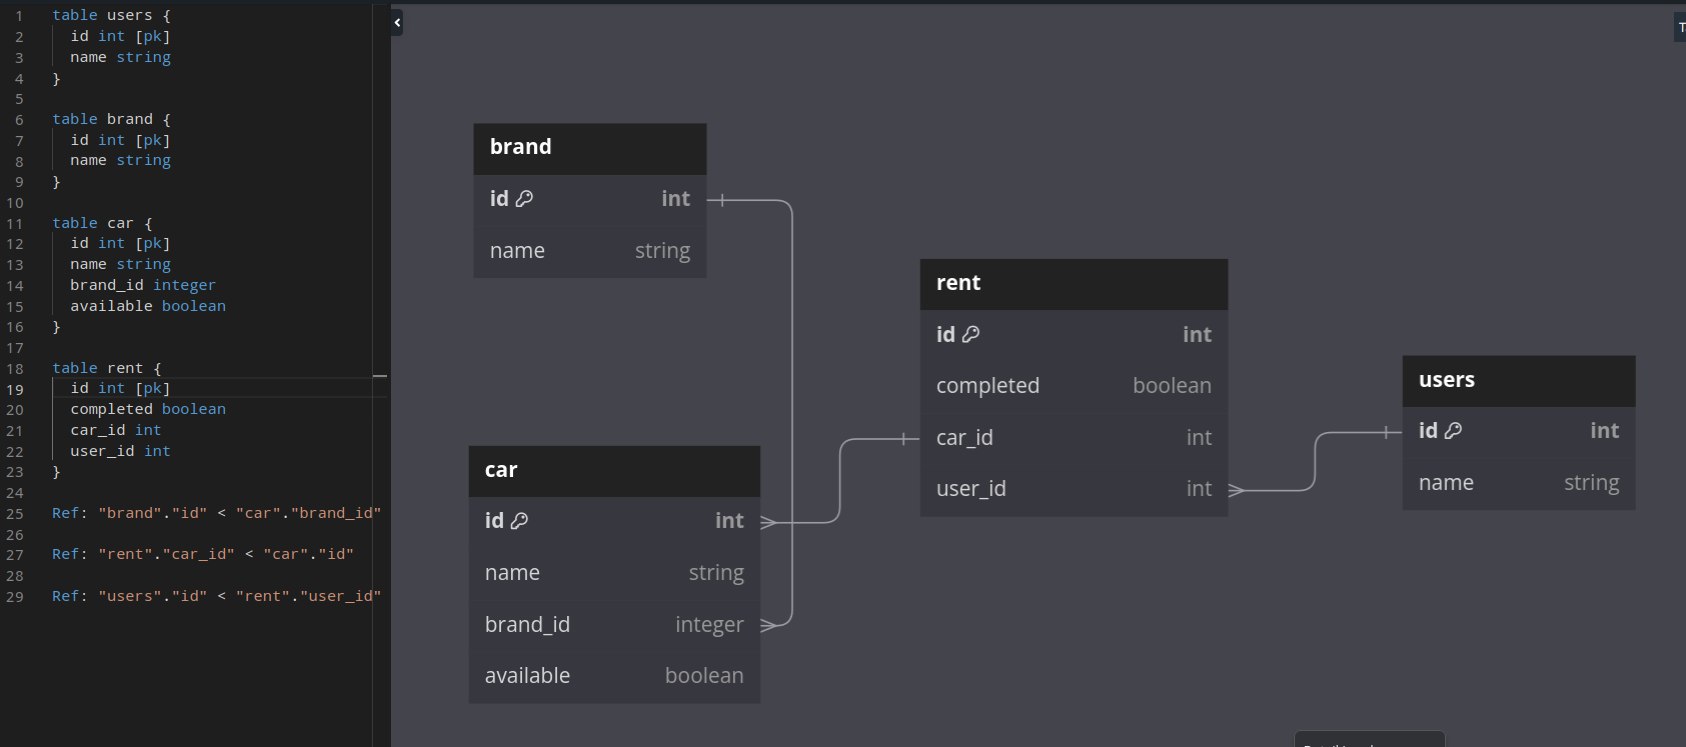 1 table users {
2 id int [pk]
3 name string
4 }
5
6 table brand {
7 id int [pk]
8 name string
9 }
10
11 table car {
12 id int [pk]
13 name string
14 brand_id integer
15 available boolean
16 }
17
18 table rent {
19 id int [pk]
20 completed boolean
21 car_id int
22 user_id int
23 }
24
25 Ref: "brand"."id" < "car"."brand_id"
26
27 Ref: "rent"."car_id" < "car"."id"
28
29 Ref: "users"."id" < "rent"."user_id"
brand
id int
name string
car
id int
name string
brand_id integer
available boolean
rent
id int
completed boolean
car_id int
user_id int
users
id int
name string